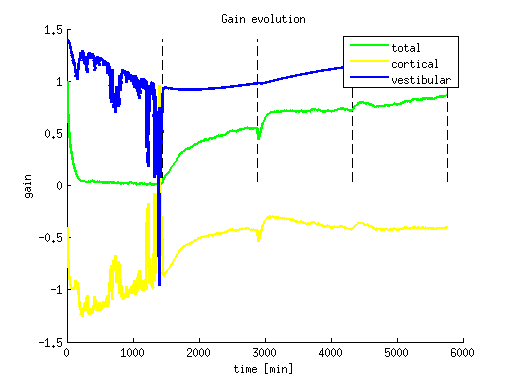 Gain evolution
1.5
1
0.5
0
-0.5
-1
-1.5
gain
total
cortical
vestibular
0 1000 2000 3000 4000 5000 6000
time [min]